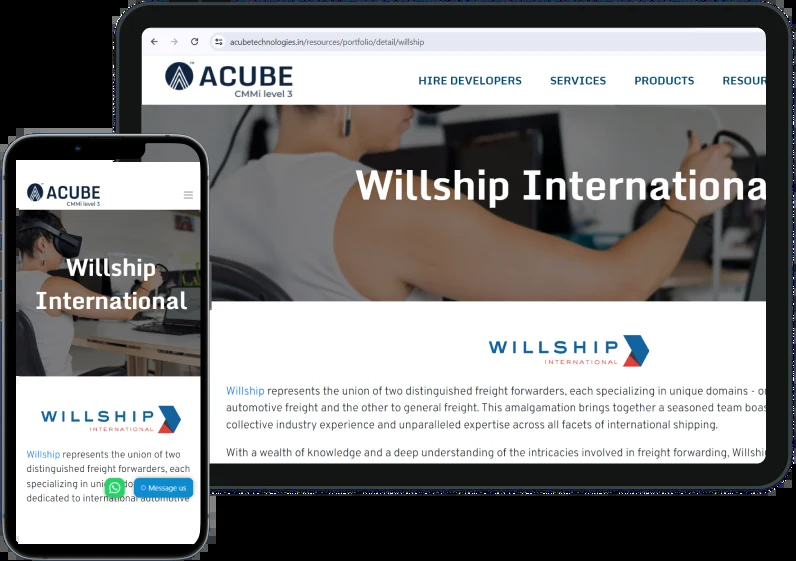 acubetechnologies.in/resources/portfolio/detail/willship
ACUBE
CMMi level 3
HIRE DEVELOPERS SERVICES PRODUCTS RESOUR
Willship Internationa
WILLSHIP
INTERNATIONAL
Willship represents the union of two distinguished freight forwarders, each specializing in unique domains - o
automotive freight and the other to general freight. This amalgamation brings together a seasoned team boas
collective industry experience and unparalleled expertise across all facets of international shipping.
With a wealth of knowledge and a deep understanding of the intricacies involved in freight forwarding, Willshi
ACUBE
CMMi level 3
Willship
International
WILLSHIP
INTERNATIONAL
Willship represents the union of two
distinguished freight forwarders, each
specializing in
Message us
dedicated to international automotive